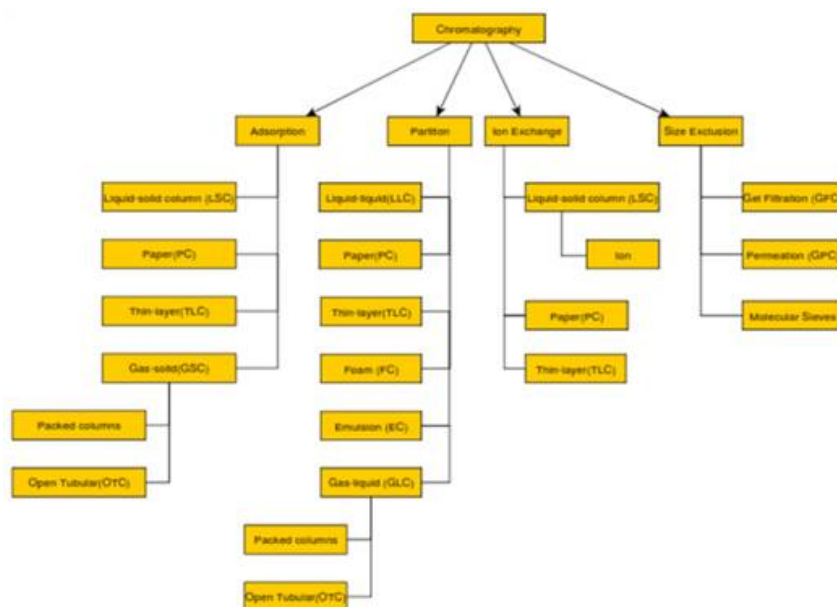 Chromatography
Adsorption
Partition
Ion Exchange
Size Exclusion
Liquid-solid column (LSC)
Paper(PC)
Thin-layer(TLC)
Gas-solid(GSC)
Packed columns
Open Tubular(OTC)
Liquid-liquid(LLC)
Paper(PC)
Thin-layer(TLC)
Foam (FC)
Emulsion (EC)
Gas-liquid (GLC)
Packed columns
Open Tubular(OTC)
Liquid-solid column (LSC)
Ion
Paper(PC)
Thin-layer(TLC)
Filtration (GFC)
Permeation (GPC)
Molecular Sieves